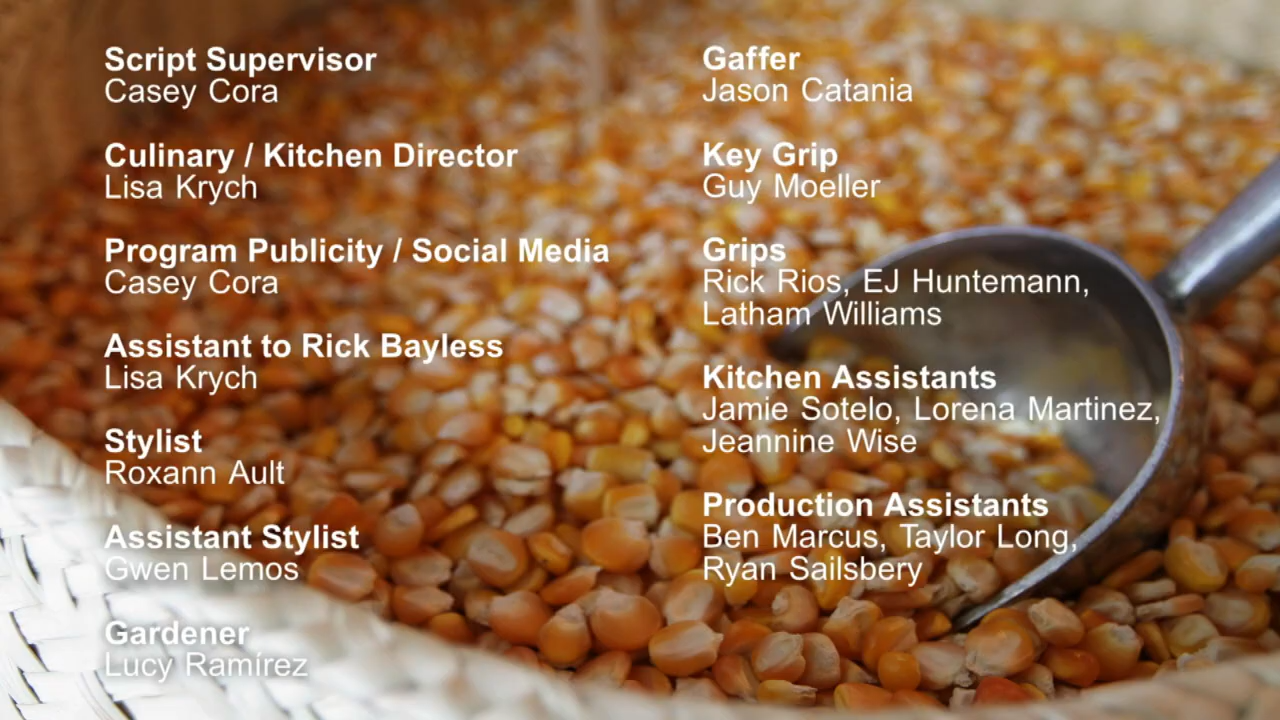 Script Supervisor
Casey Cora
Culinary / Kitchen Director
Lisa Krych
Program Publicity / Social Media
Casey Cora
Assistant to Rick Bayless
Lisa Krych
Stylist
Roxann Ault
Assistant Stylist
Gwen Lemos
Gardener
Lucy Ramírez
Gaffer
Jason Catania
Key Grip
Guy Moeller
Grips
Rick Rios, EJ Huntemann,
Latham Williams
Kitchen Assistants
Jamie Sotelo, Lorena Martinez,
Jeannine Wise
Production Assistants
Ben Marcus, Taylor Long,
Ryan Sailsbery